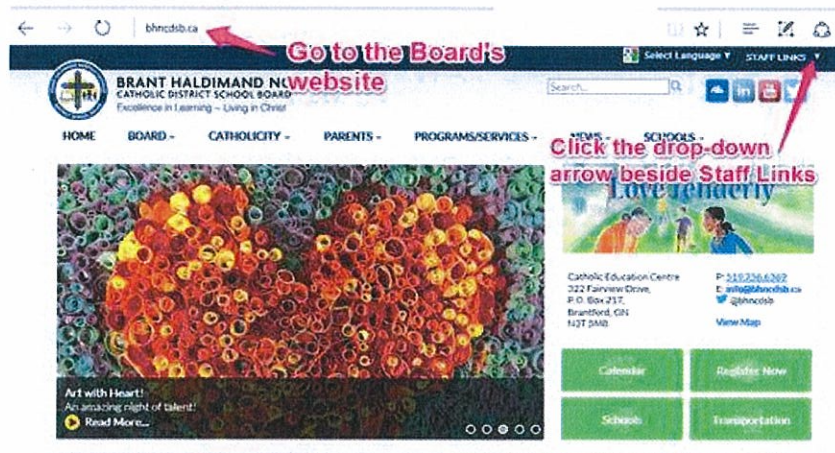 bhncdsb.ca
Go to the Board's
website
Select Language ▼ STAFF LINKS ▼
BRANT HALDIMAND NO
CATHOLIC DISTRICT SCHOOL BOARD
Excellence in Learning ~ Living in Christ
Search...
in
HOME BOARD CATHOLICITY PARENTS PROGRAMS/SERVICES NEWS SCHOOLS
Click the drop-down
arrow beside Staff Links
Love Tenderly
Catholic Education Centre
322 Fairview Drive,
P.O. Box 217,
Brantford, ON
N3T 5M8
P: 519.756.6369
E: info@bhncdsb.ca
@bhncdsb
View Map
Calendar
Register Now
Schools
Transportation
Art with Heart!
An amazing night of talent!
Read More...